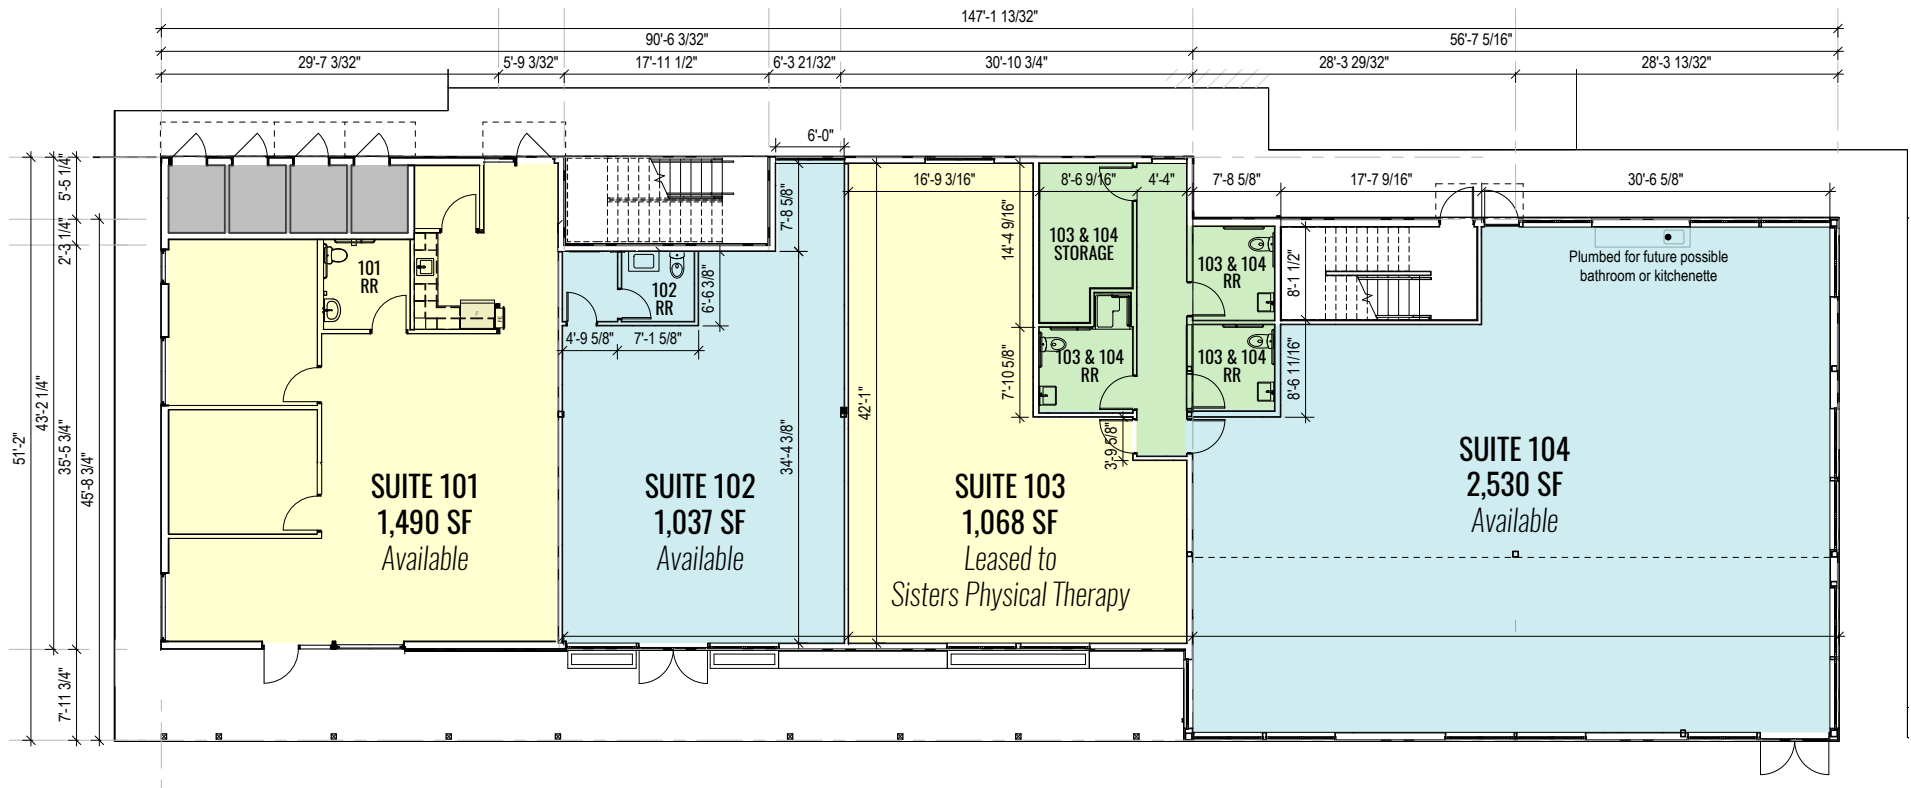 147'-1 13/32"
90'-6 3/32"
56'-7 5/16"
29'-7 3/32"
5'-9 3/32"
17'-11 1/2"
6'-3 21/32"
30'-10 3/4"
28'-3 29/32"
28'-3 13/32"
6'-0"
5'-5 1/4"
2'-3 1/4"
51'-2"
43'-2 1/4"
35'-5 3/4"
45'-8 3/4"
7'-11 3/4"
16'-9 3/16"
8'-6 9/16"
4'-4"
7'-8 5/8"
17'-7 9/16"
30'-6 5/8"
7'-8 5/8"
14'-4 9/16"
103 & 104
STORAGE
103 & 104
RR
8'-1 1/2"
Plumbed for future possible
bathroom or kitchenette
101
RR
102
RR
6'-6 3/8"
4'-9 5/8"
7'-1 5/8"
103 & 104
RR
103 & 104
RR
7'-10 5/8"
8'-6 11/16"
42'-1"
34'-4 3/8"
3'-9 5/8"
SUITE 101
1,490 SF
Available
SUITE 102
1,037 SF
Available
SUITE 103
1,068 SF
Leased to
Sisters Physical Therapy
SUITE 104
2,530 SF
Available